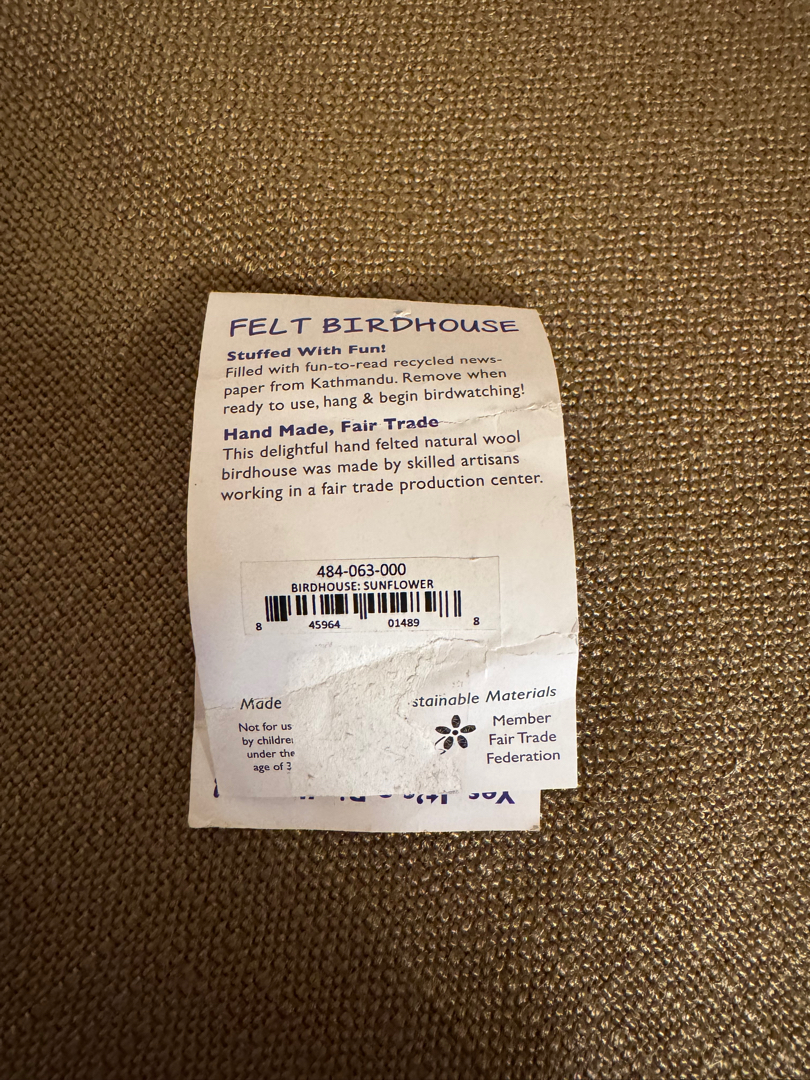 FELT BIRDHOUSE
Stuffed With Fun!
Filled with fun-to-read recycled news-
paper from Kathmandu. Remove when
ready to use, hang & begin birdwatching!
Hand Made, Fair Trade
This delightful hand felted natural wool
birdhouse was made by skilled artisans
working in a fair trade production center.
484-063-000
BIRDHOUSE: SUNFLOWER
8 45964 01489 8
Made stainable Materials
Not for us
by childre
under the
age of 3
Member
Fair Trade
Federation
Yes, It's a